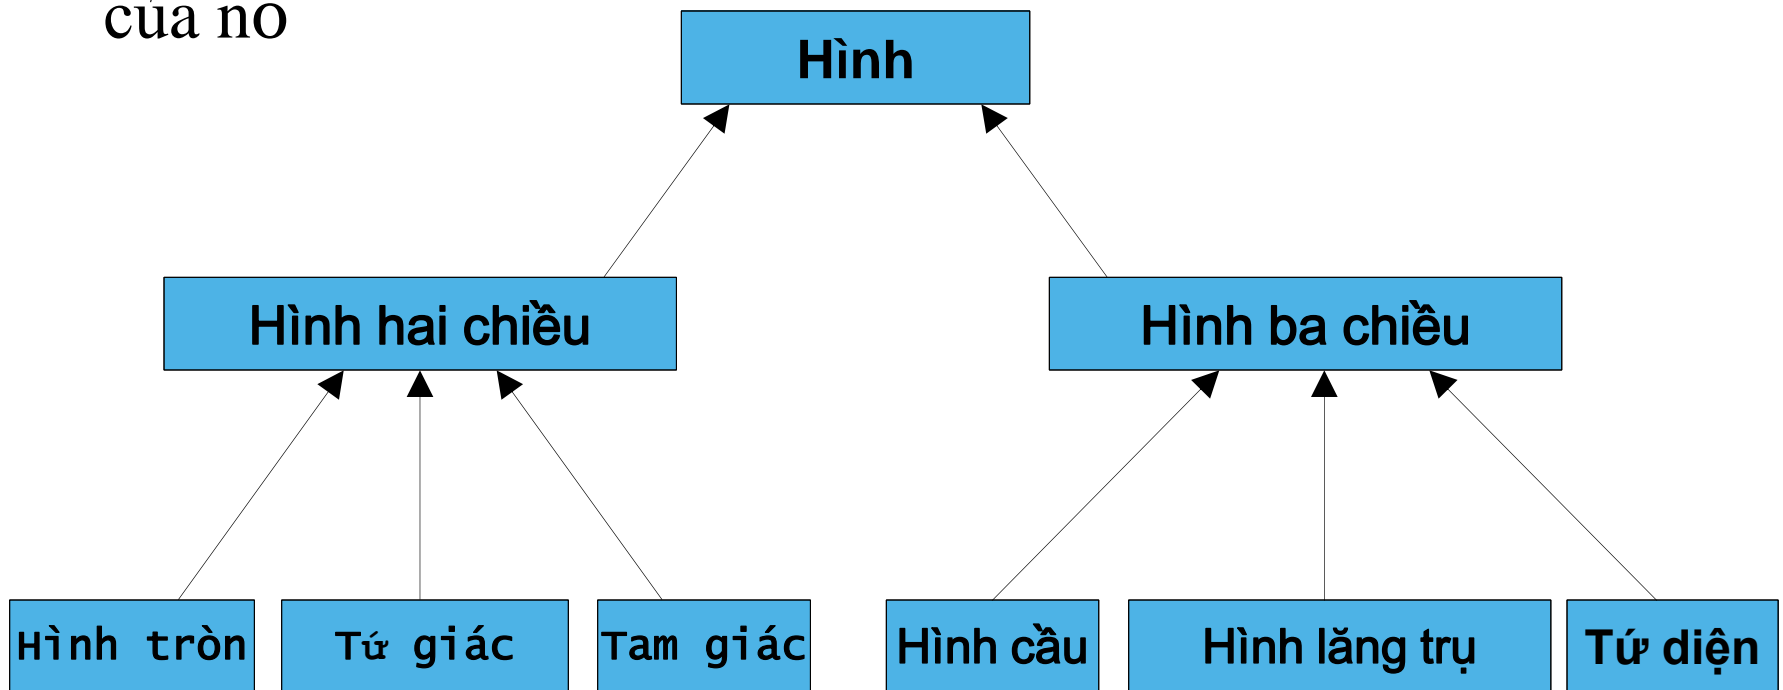 của nó
Hình
Hình hai chiều
Hình ba chiều
Hình tròn
Tứ giác
Tam giác
Hình cầu
Hình lăng trụ
Tứ diện